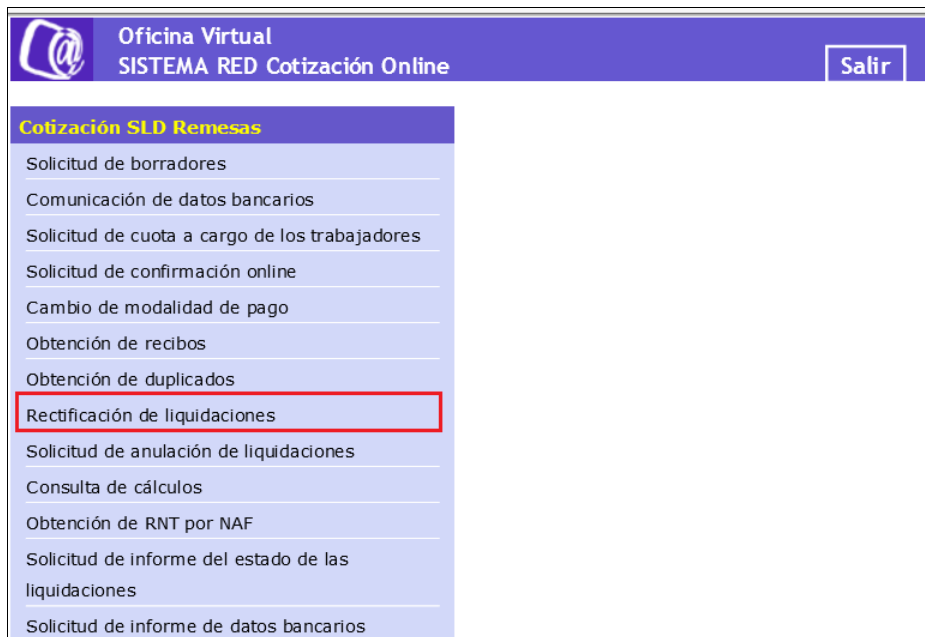 Oficina Virtual
SISTEMA RED Cotización Online
Salir
Cotización SLD Remesas
Solicitud de borradores
Comunicación de datos bancarios
Solicitud de cuota a cargo de los trabajadores
Solicitud de confirmación online
Cambio de modalidad de pago
Obtención de recibos
Obtención de duplicados
Rectificación de liquidaciones
Solicitud de anulación de liquidaciones
Consulta de cálculos
Obtención de RNT por NAF
Solicitud de informe del estado de las
liquidaciones
Solicitud de informe de datos bancarios